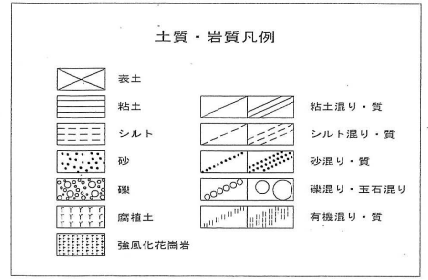 土質・岩質凡例
表土
粘土 粘土混り・質
シルト シルト混り・質
砂 砂混り・質
礫 礫混り・玉石混り
腐植土 有機混り・質
強風化花崗岩